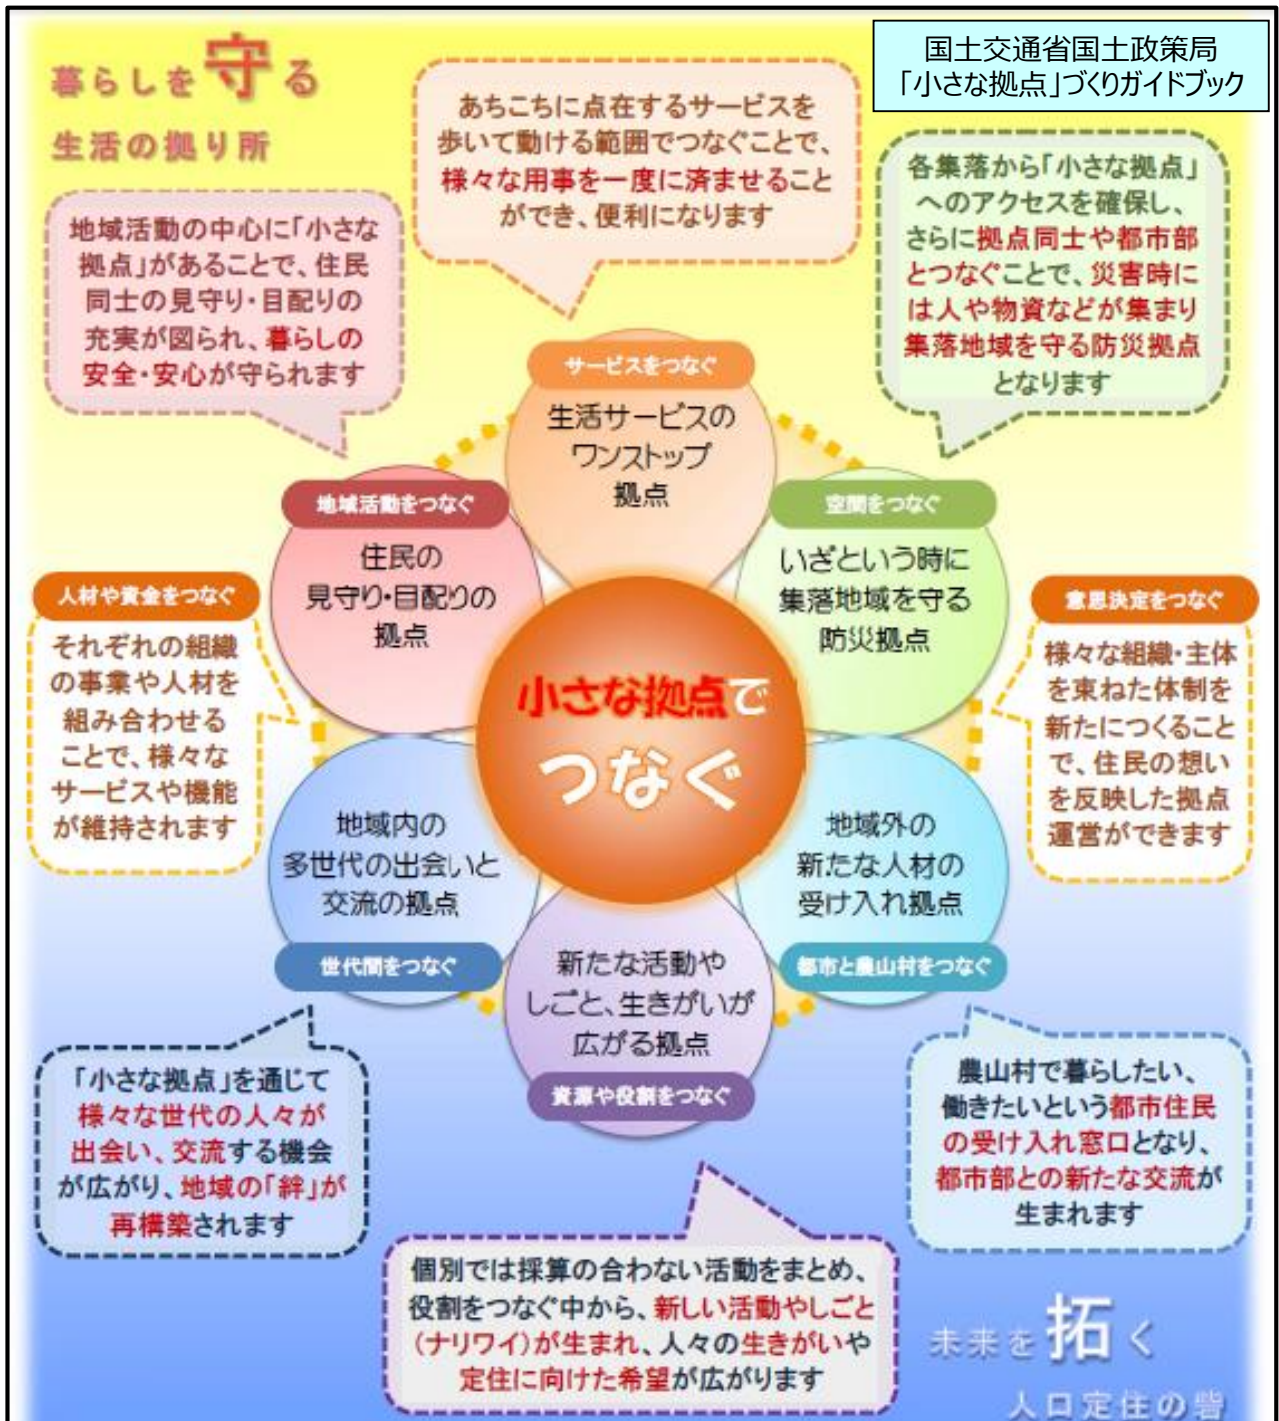 暮らしを守る
生活の拠り所
国土交通省国土政策局
「小さな拠点」づくりガイドブック
あちこちに点在するサービスを
歩いて動ける範囲でつなぐことで、
様々な用事を一度に済ませること
ができ、便利になります
地域活動の中心に「小さな
拠点」があることで、住民
同士の見守り・目配りの
充実が図られ、暮らしの
安全・安心が守られます
各集落から「小さな拠点」
へのアクセスを確保し、
さらに拠点同士や都市部
とつなぐことで、災害時に
は人や物資などが集まり
集落地域を守る防災拠点
となります
サービスをつなぐ
生活サービスの
ワンストップ
拠点
地域活動をつなぐ
住民の
見守り・目配りの
拠点
空間をつなぐ
いざという時に
集落地域を守る
防災拠点
人材や資金をつなぐ
それぞれの組織
の事業や人材を
組み合わせる
ことで、様々な
サービスや機能
が維持されます
小さな拠点で
つなぐ
意思決定をつなぐ
様々な組織・主体
を束ねた体制を
新たにつくること
で、住民の想い
を反映した拠点
運営ができます
地域内の
多世代の出会いと
交流の拠点
世代間をつなぐ
地域外の
新たな人材の
受け入れ拠点
都市と農山村をつなぐ
新たな活動や
しごと、生きがいが
広がる拠点
資源や役割をつなぐ
「小さな拠点」を通じて
様々な世代の人々が
出会い、交流する機会
が広がり、地域の「絆」が
再構築されます
農山村で暮らしたい、
働きたいという都市住民
の受け入れ窓口となり、
都市部との新たな交流が
生まれます
個別では採算の合わない活動をまとめ、
役割をつなぐ中から、新しい活動やしごと
(ナリワイ)が生まれ、人々の生きがいや
定住に向けた希望が広がります
未来を拓く
人口定住の砦